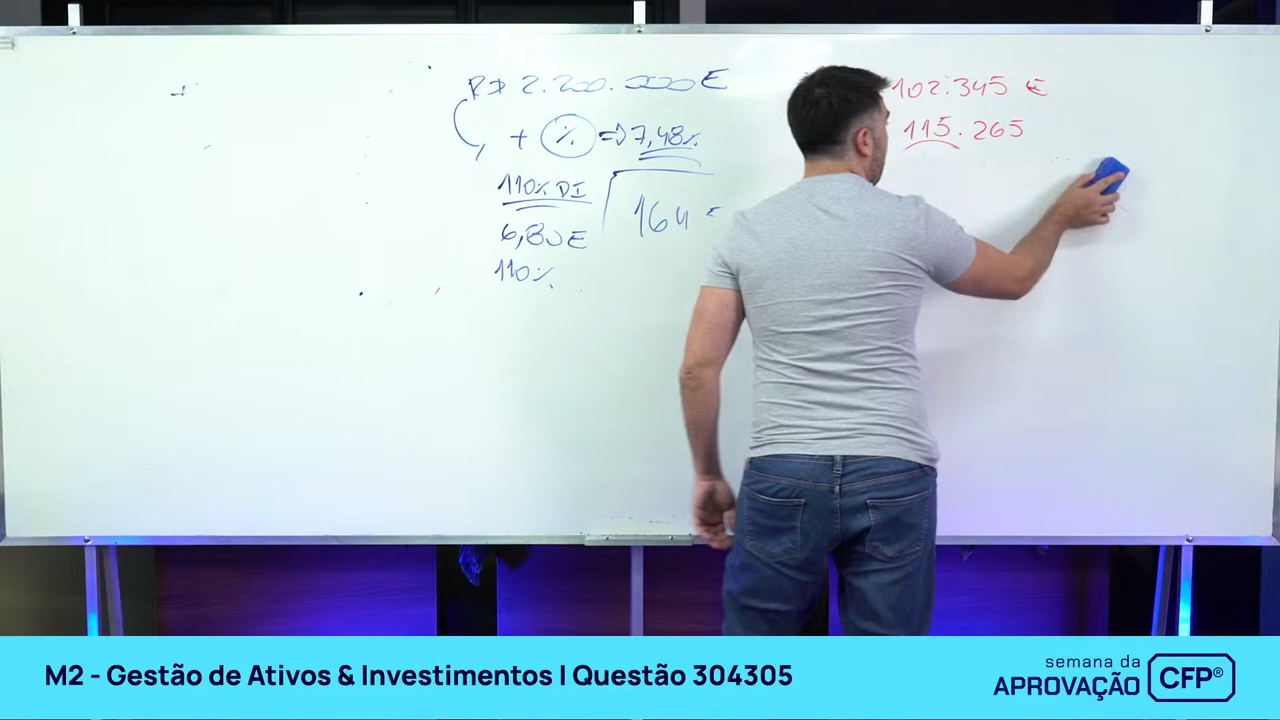 R$ 2.200.000 E
+ % => 7,48%
110% DI
6,80 E
110%
164
102.345 E
115.265
M2 - Gestão de Ativos & Investimentos | Questão 304305
semana da
APROVAÇÃO
CFP®